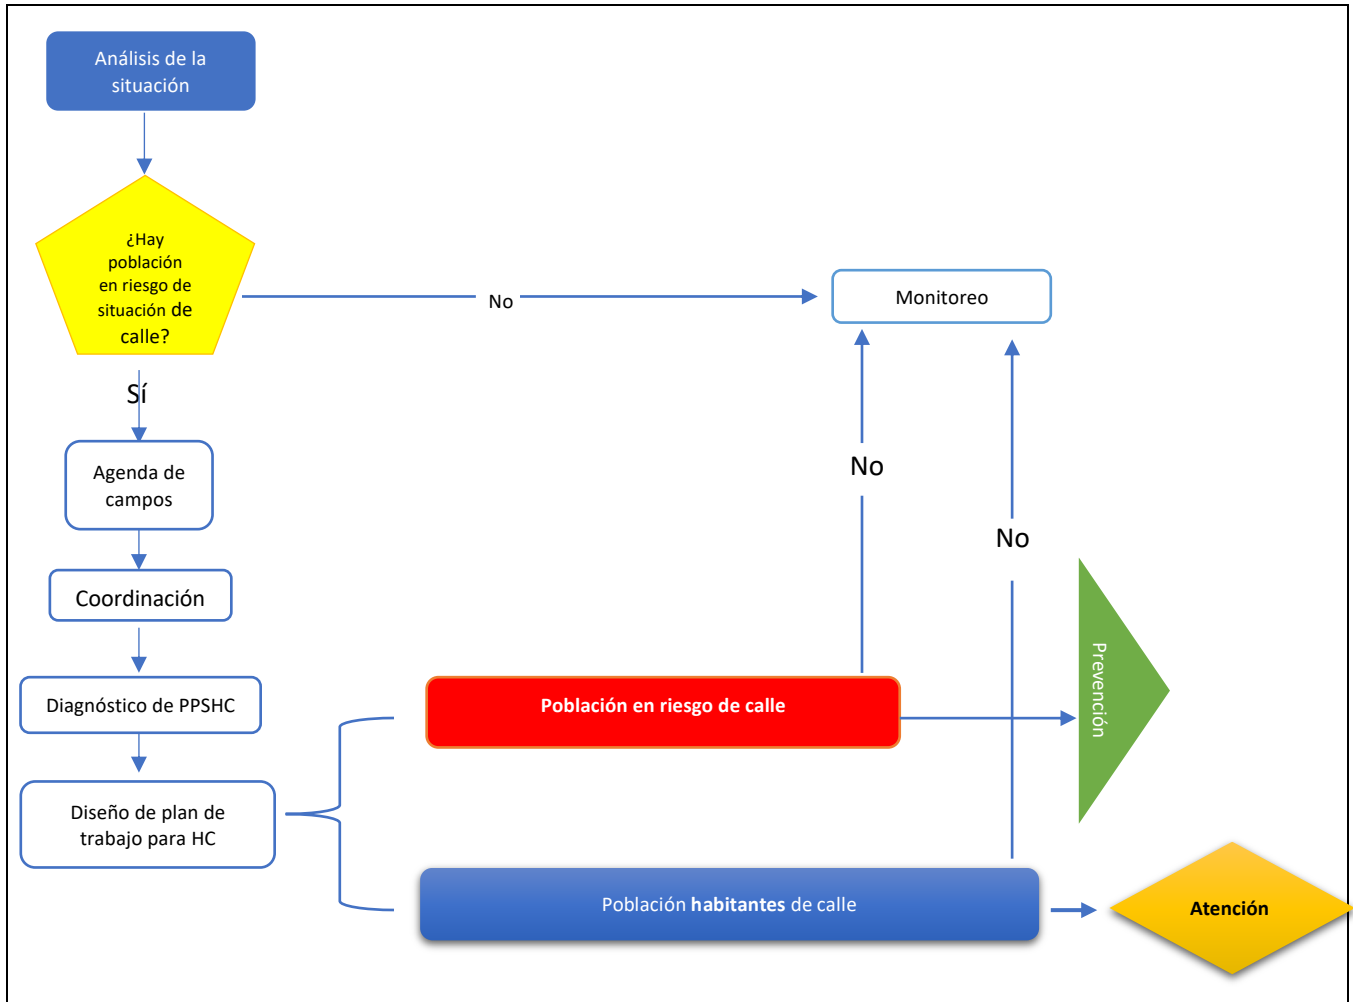 Análisis de la
situación
¿Hay
población
en riesgo de
situación de
calle?
No
Monitoreo
Sí
No
Agenda de
campos
No
Coordinación
Prevención
Diagnóstico de PPSHC
Población en riesgo de calle
Diseño de plan de
trabajo para HC
Población habitantes de calle
Atención